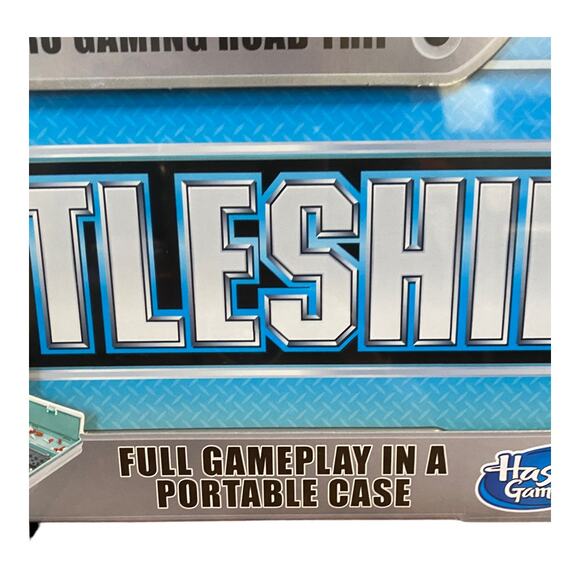 GAMING ROAD TRIP
TLESHI
FULL GAMEPLAY IN A
PORTABLE CASE
Has
Gam